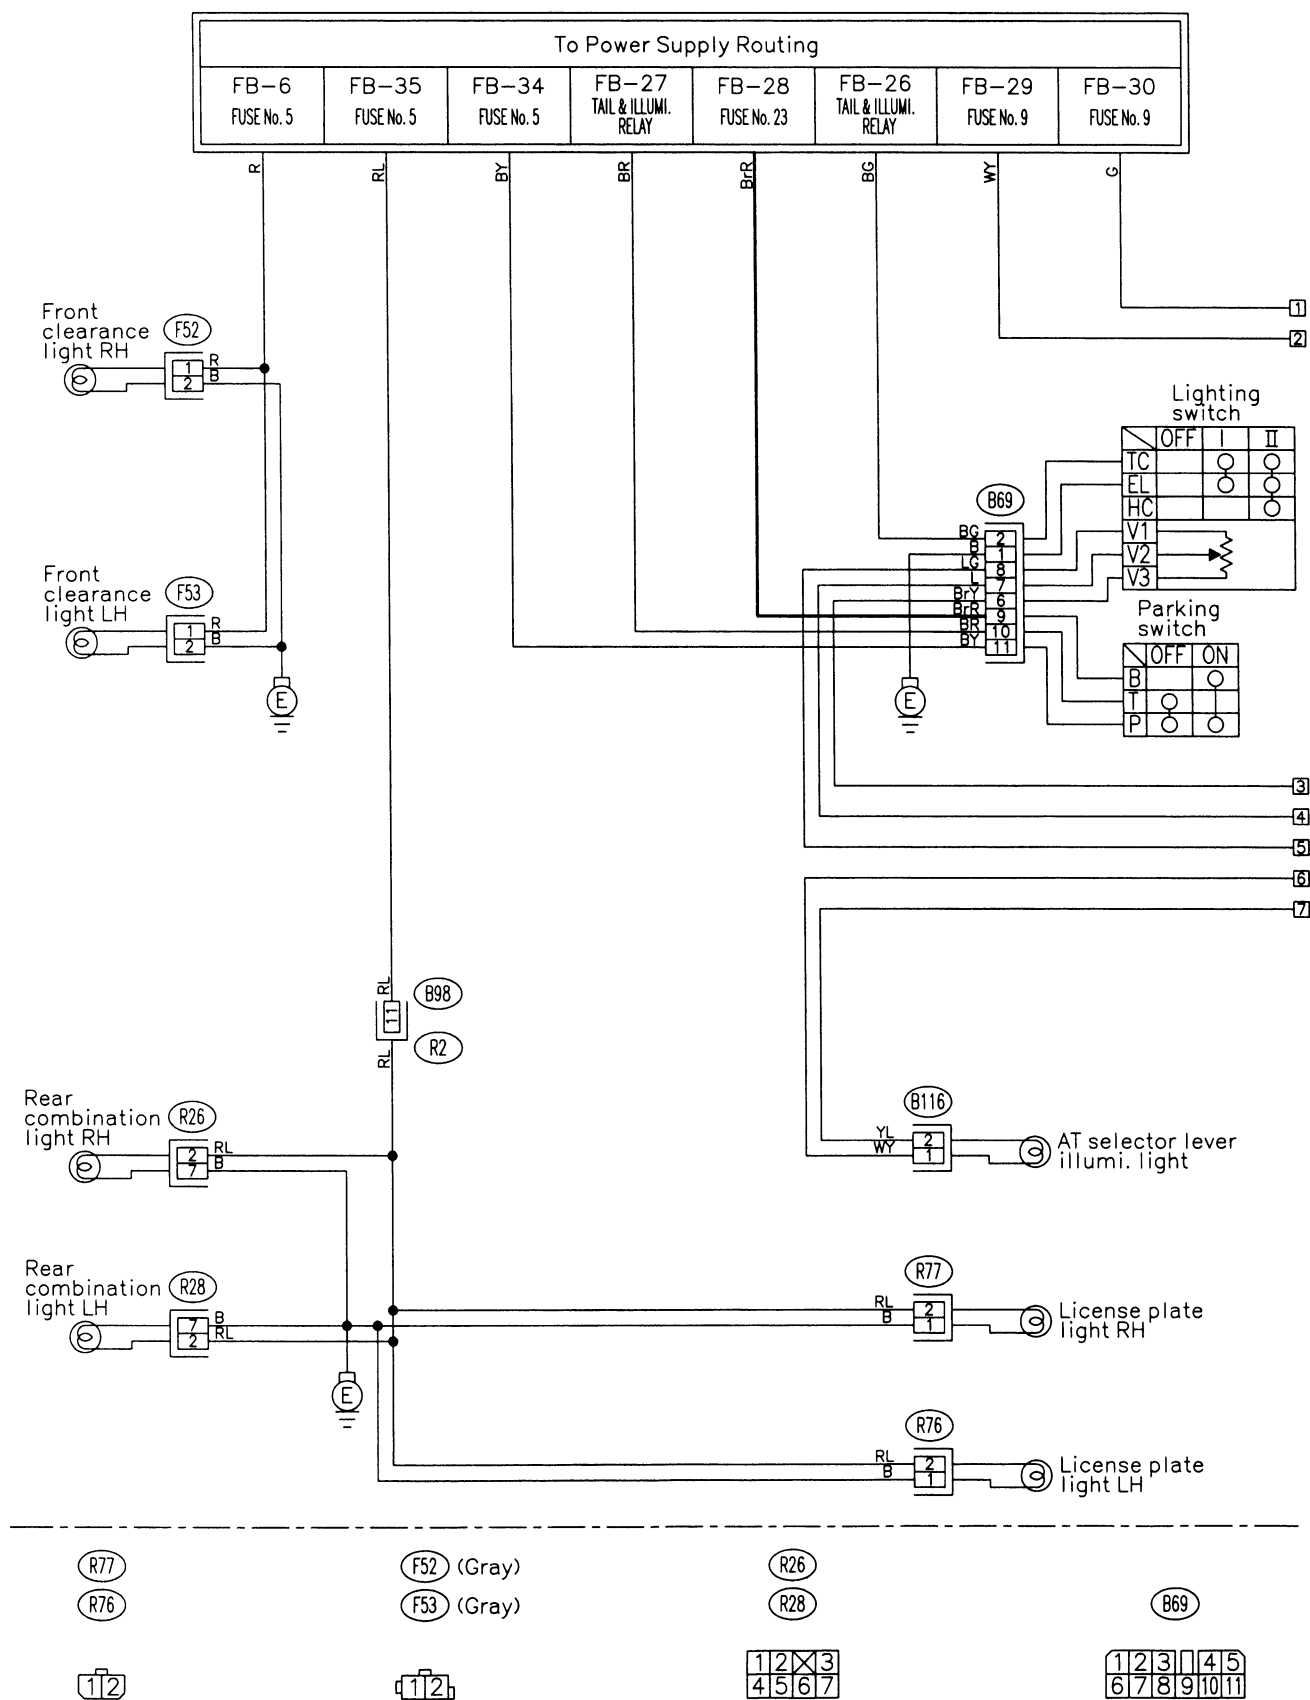 To Power Supply Routing
FB-6 FB-35 FB-34 FB-27 FB-28 FB-26 FB-29 FB-30
FUSE No. 5 FUSE No. 5 FUSE No. 5 TAIL & ILLUMI. RELAY FUSE No. 23 TAIL & ILLUMI. RELAY FUSE No. 9 FUSE No. 9
R RL BY BR BrR BG WY G
1
2
Front
clearance
light RH
F52
1 R
2 B
Lighting
switch
OFF I II
TC
EL
HC
V1
V2
V3
B69
BG 2
B 1
LG 8
L 7
BrY 6
BrR 9
BR 10
BY 11
Front
clearance
light LH
F53
1 R
2 B
E
E
Parking
switch
OFF ON
B
T
P
3
4
5
6
7
RL
11
B98
R2
RL
Rear
combination
light RH
R26
2 RL
7 B
B116
YL 2
WY 1
AT selector lever
illumi. light
Rear
combination
light LH
R28
7 B
2 RL
E
R77
RL 2
B 1
License plate
light RH
R76
RL 2
B 1
License plate
light LH
R77
R76
1 2
F52 (Gray)
F53 (Gray)
1 2
R26
R28
1 2 3
4 5 6 7
B69
1 2 3 4 5
6 7 8 9 10 11